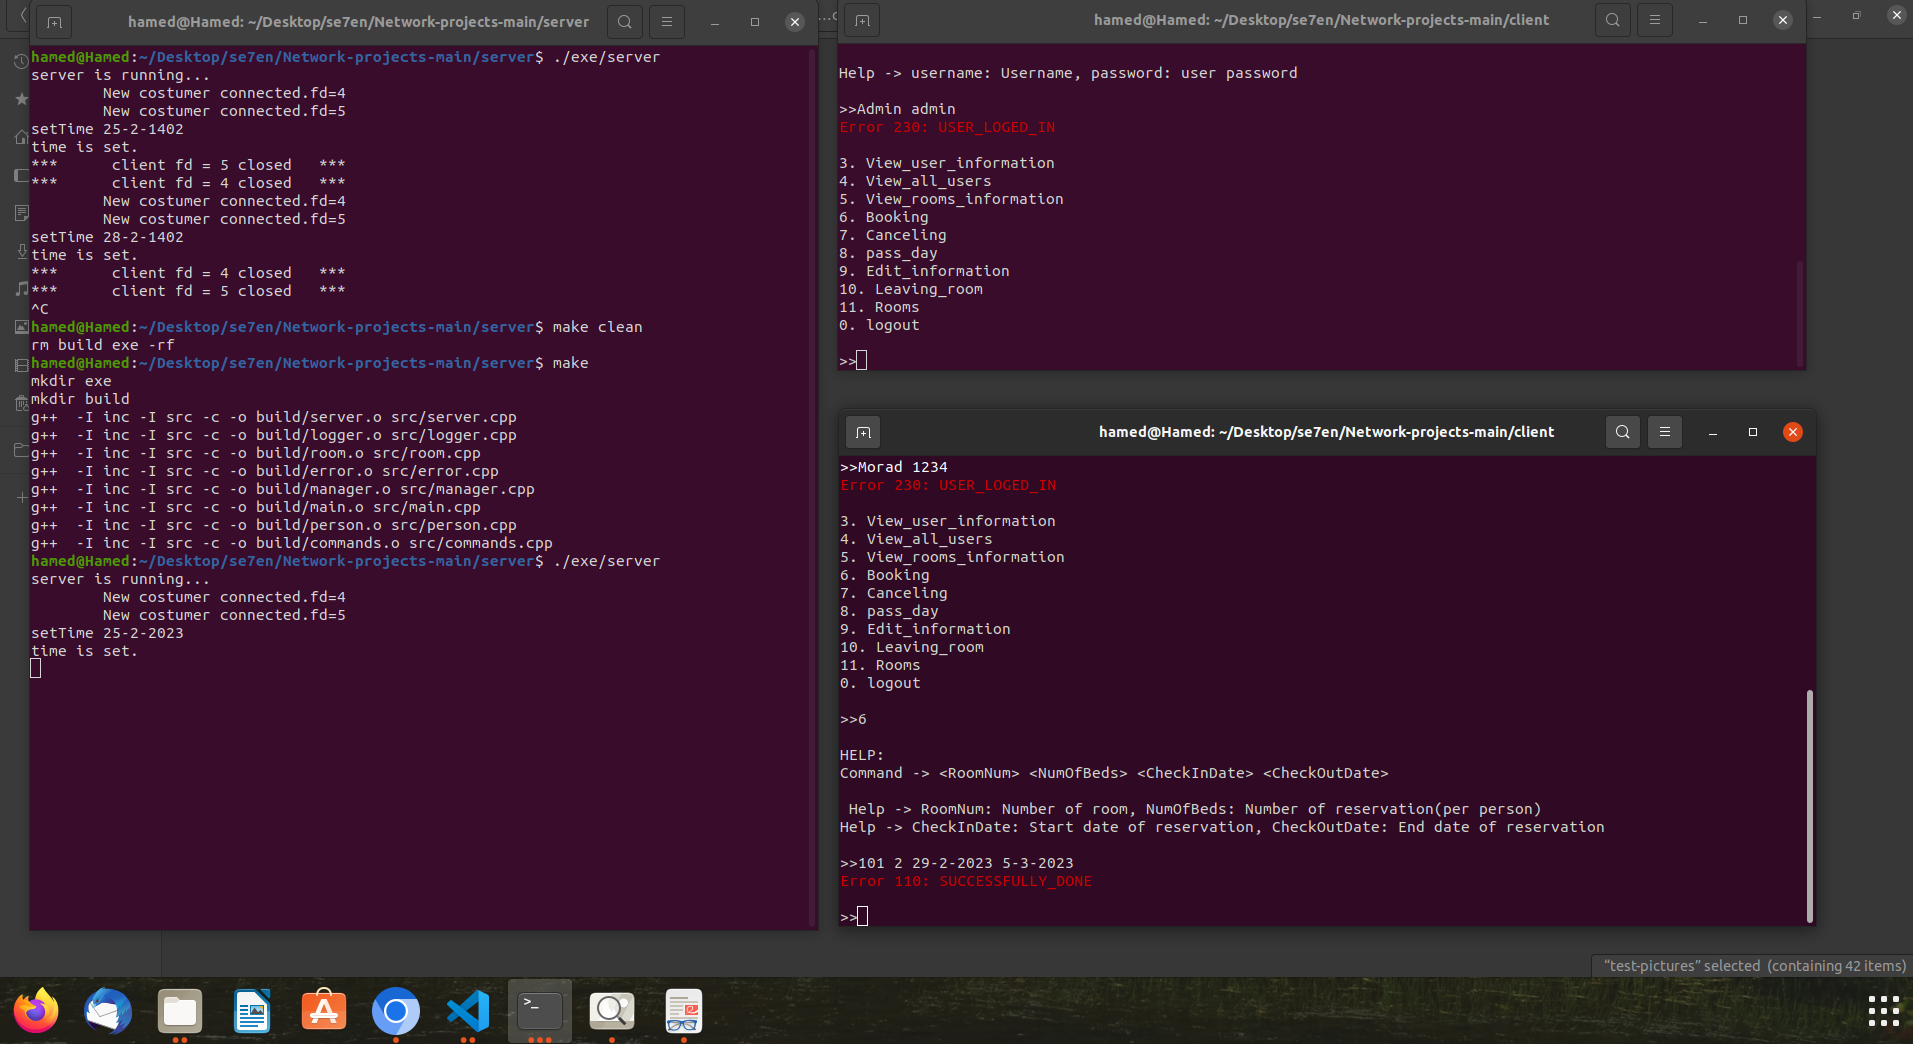 hamed@Hamed: ~/Desktop/se7en/Network-projects-main/server
hamed@Hamed:~/Desktop/se7en/Network-projects-main/server$ ./exe/server
server is running...
        New costumer connected.fd=4
        New costumer connected.fd=5
setTime 25-2-1402
time is set.
***      client fd = 5 closed   ***
***      client fd = 4 closed   ***
        New costumer connected.fd=4
        New costumer connected.fd=5
setTime 28-2-1402
time is set.
***      client fd = 4 closed   ***
***      client fd = 5 closed   ***
^C
hamed@Hamed:~/Desktop/se7en/Network-projects-main/server$ make clean
rm build exe -rf
hamed@Hamed:~/Desktop/se7en/Network-projects-main/server$ make
mkdir exe
mkdir build
g++  -I inc -I src -c -o build/server.o src/server.cpp
g++  -I inc -I src -c -o build/logger.o src/logger.cpp
g++  -I inc -I src -c -o build/room.o src/room.cpp
g++  -I inc -I src -c -o build/error.o src/error.cpp
g++  -I inc -I src -c -o build/manager.o src/manager.cpp
g++  -I inc -I src -c -o build/main.o src/main.cpp
g++  -I inc -I src -c -o build/person.o src/person.cpp
g++  -I inc -I src -c -o build/commands.o src/commands.cpp
hamed@Hamed:~/Desktop/se7en/Network-projects-main/server$ ./exe/server
server is running...
        New costumer connected.fd=4
        New costumer connected.fd=5
setTime 25-2-2023
time is set.
hamed@Hamed: ~/Desktop/se7en/Network-projects-main/client
Help -> username: Username, password: user password
>>Admin admin
Error 230: USER_LOGED_IN
3. View_user_information
4. View_all_users
5. View_rooms_information
6. Booking
7. Canceling
8. pass_day
9. Edit_information
10. Leaving_room
11. Rooms
0. logout
>>
hamed@Hamed: ~/Desktop/se7en/Network-projects-main/client
>>Morad 1234
Error 230: USER_LOGED_IN
3. View_user_information
4. View_all_users
5. View_rooms_information
6. Booking
7. Canceling
8. pass_day
9. Edit_information
10. Leaving_room
11. Rooms
0. logout
>>6
HELP:
Command -> <RoomNum> <NumOfBeds> <CheckInDate> <CheckOutDate>
 Help -> RoomNum: Number of room, NumOfBeds: Number of reservation(per person)
Help -> CheckInDate: Start date of reservation, CheckOutDate: End date of reservation
>>101 2 29-2-2023 5-3-2023
Error 110: SUCCESSFULLY_DONE
>>
“test-pictures” selected (containing 42 items)